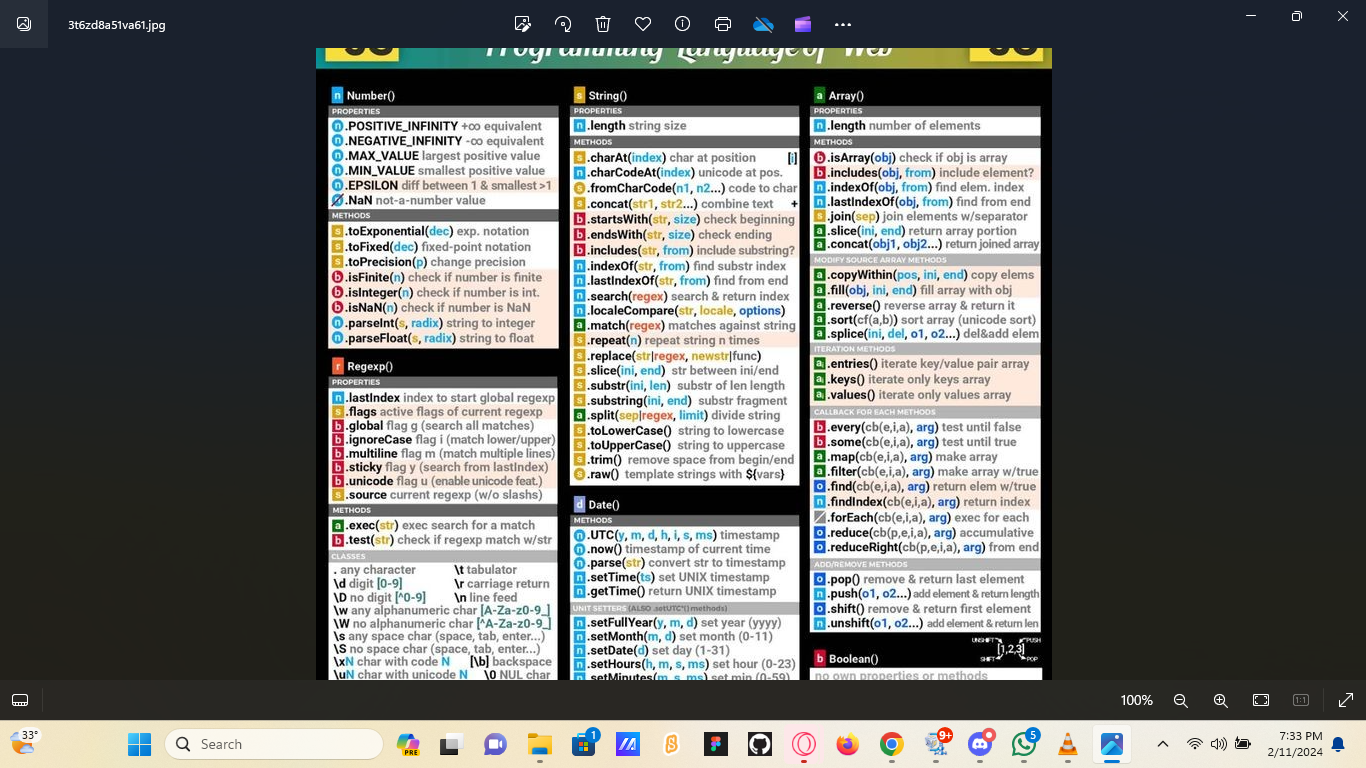 3t6zd8a51va61.jpg
Programming Language of Web
n Number()
PROPERTIES
n .POSITIVE_INFINITY +∞ equivalent
n .NEGATIVE_INFINITY -∞ equivalent
n .MAX_VALUE largest positive value
n .MIN_VALUE smallest positive value
n .EPSILON diff between 1 & smallest >1
.NaN not-a-number value
METHODS
s .toExponential(dec) exp. notation
s .toFixed(dec) fixed-point notation
s .toPrecision(p) change precision
b .isFinite(n) check if number is finite
b .isInteger(n) check if number is int.
b .isNaN(n) check if number is NaN
n .parseInt(s, radix) string to integer
n .parseFloat(s, radix) string to float
r Regexp()
PROPERTIES
n .lastIndex index to start global regexp
s .flags active flags of current regexp
b .global flag g (search all matches)
b .ignoreCase flag i (match lower/upper)
b .multiline flag m (match multiple lines)
b .sticky flag y (search from lastIndex)
b .unicode flag u (enable unicode feat.)
s .source current regexp (w/o slashs)
METHODS
a .exec(str) exec search for a match
b .test(str) check if regexp match w/str
CLASSES
. any character \t tabulator
\d digit [0-9] \r carriage return
\D no digit [^0-9] \n line feed
\w any alphanumeric char [A-Za-z0-9_]
\W no alphanumeric char [^A-Za-z0-9_]
\s any space char (space, tab, enter...)
\S no space char (space, tab, enter...)
\xN char with code N [\b] backspace
\uN char with unicode N \0 NUL char
s String()
PROPERTIES
n .length string size
METHODS
s .charAt(index) char at position [i]
n .charCodeAt(index) unicode at pos.
s .fromCharCode(n1, n2...) code to char
s .concat(str1, str2...) combine text +
b .startsWith(str, size) check beginning
b .endsWith(str, size) check ending
b .includes(str, from) include substring?
n .indexOf(str, from) find substr index
n .lastIndexOf(str, from) find from end
n .search(regex) search & return index
n .localeCompare(str, locale, options)
a .match(regex) matches against string
s .repeat(n) repeat string n times
s .replace(str|regex, newstr|func)
s .slice(ini, end) str between ini/end
s .substr(ini, len) substr of len length
s .substring(ini, end) substr fragment
a .split(sep|regex, limit) divide string
s .toLowerCase() string to lowercase
s .toUpperCase() string to uppercase
s .trim() remove space from begin/end
s .raw() template strings with ${vars}
d Date()
METHODS
n .UTC(y, m, d, h, i, s, ms) timestamp
n .now() timestamp of current time
n .parse(str) convert str to timestamp
n .setTime(ts) set UNIX timestamp
n .getTime() return UNIX timestamp
UNIT SETTERS (ALSO .setUTC*() methods)
n .setFullYear(y, m, d) set year (yyyy)
n .setMonth(m, d) set month (0-11)
n .setDate(d) set day (1-31)
n .setHours(h, m, s, ms) set hour (0-23)
n .setMinutes(m, s, ms) set min (0-59)
a Array()
PROPERTIES
n .length number of elements
METHODS
b .isArray(obj) check if obj is array
b .includes(obj, from) include element?
n .indexOf(obj, from) find elem. index
n .lastIndexOf(obj, from) find from end
s .join(sep) join elements w/separator
a .slice(ini, end) return array portion
a .concat(obj1, obj2...) return joined array
MODIFY SOURCE ARRAY METHODS
a .copyWithin(pos, ini, end) copy elems
a .fill(obj, ini, end) fill array with obj
a .reverse() reverse array & return it
a .sort(cf(a,b)) sort array (unicode sort)
a .splice(ini, del, o1, o2...) del&add elem
ITERATION METHODS
ai .entries() iterate key/value pair array
ai .keys() iterate only keys array
ai .values() iterate only values array
CALLBACK FOR EACH METHODS
b .every(cb(e,i,a), arg) test until false
b .some(cb(e,i,a), arg) test until true
a .map(cb(e,i,a), arg) make array
a .filter(cb(e,i,a), arg) make array w/true
o .find(cb(e,i,a), arg) return elem w/true
n .findIndex(cb(e,i,a), arg) return index
.forEach(cb(e,i,a), arg) exec for each
o .reduce(cb(p,e,i,a), arg) accumulative
o .reduceRight(cb(p,e,i,a), arg) from end
ADD/REMOVE METHODS
o .pop() remove & return last element
n .push(o1, o2...) add element & return length
o .shift() remove & return first element
n .unshift(o1, o2...) add element & return len
UNSHIFT PUSH
[1,2,3]
SHIFT POP
b Boolean()
no own properties or methods
100%
1:1
33°
Search
PRE
1
9+
5
7:33 PM
2/11/2024